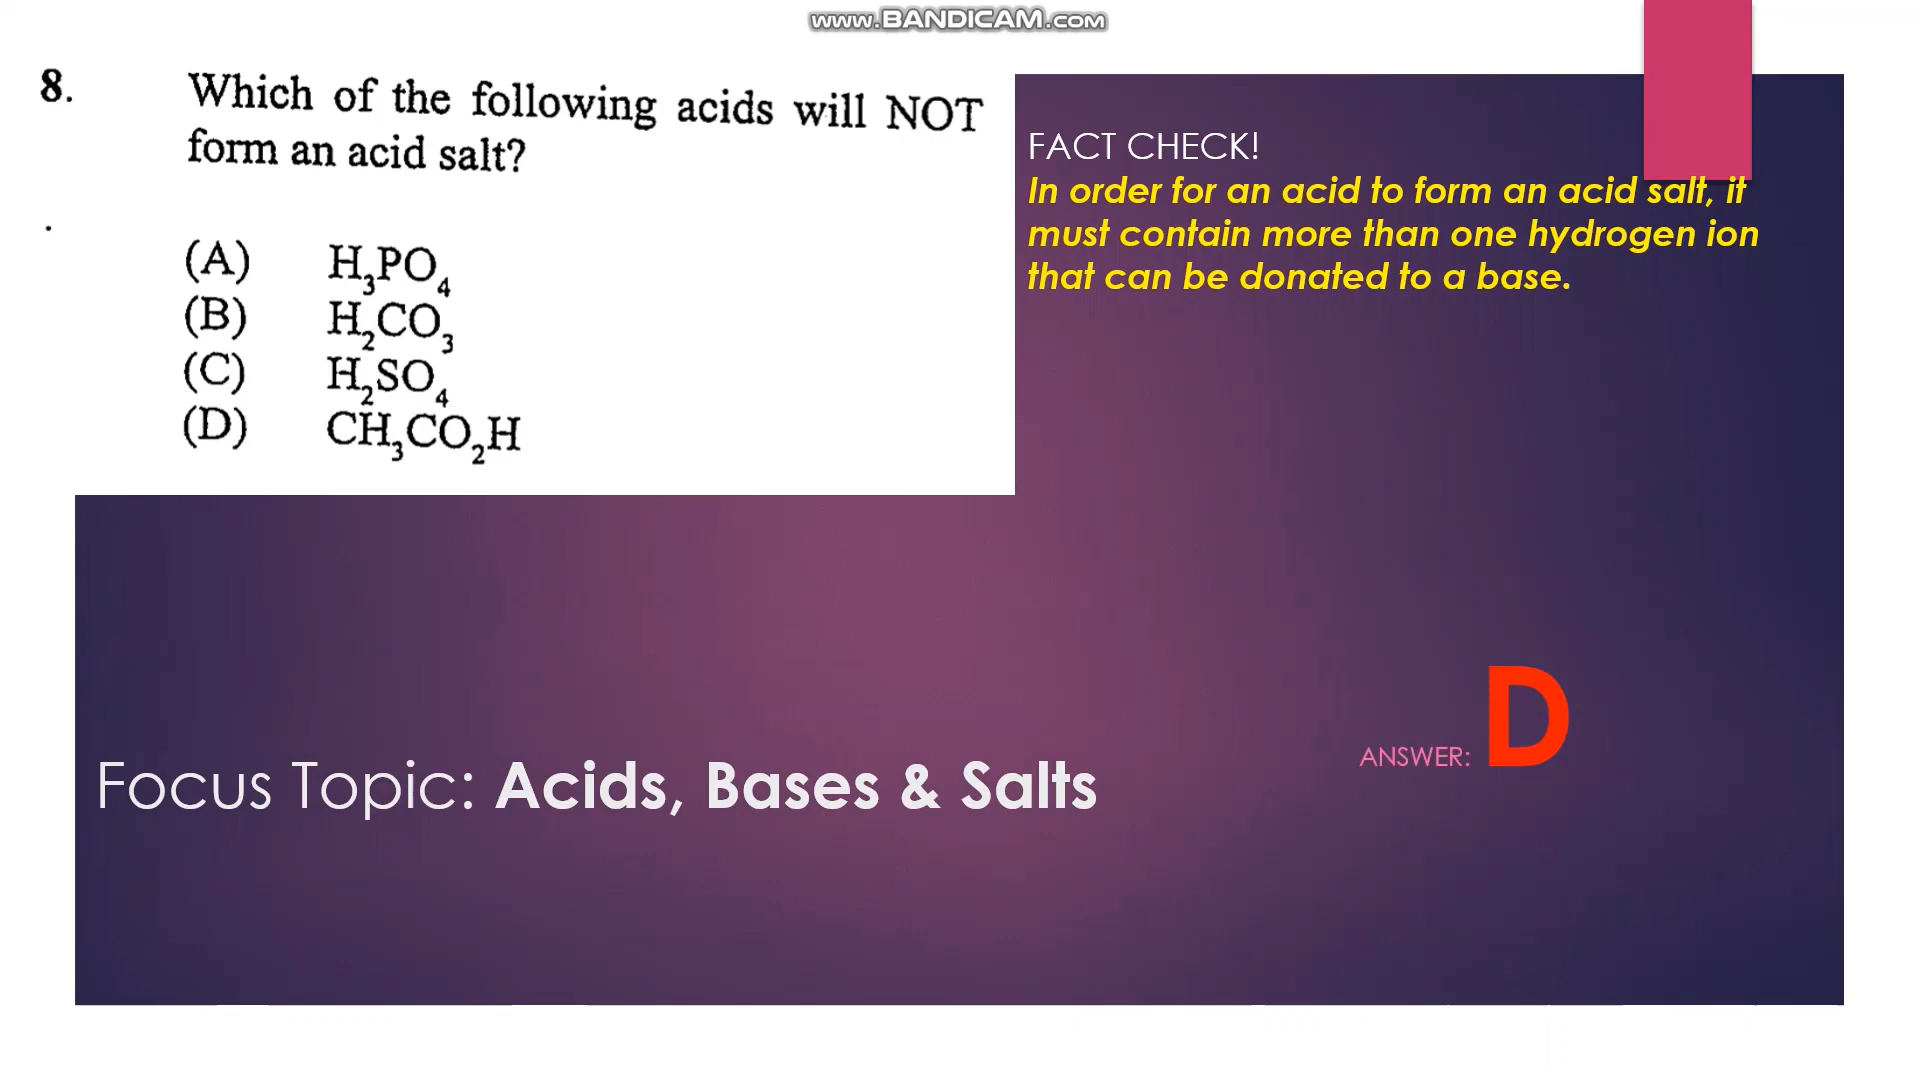 www.BANDICAM.com
8. Which of the following acids will NOT
form an acid salt?
(A) H₃PO₄
(B) H₂CO₃
(C) H₂SO₄
(D) CH₃CO₂H
FACT CHECK!
In order for an acid to form an acid salt, it
must contain more than one hydrogen ion
that can be donated to a base.
Focus Topic: Acids, Bases & Salts
ANSWER: D